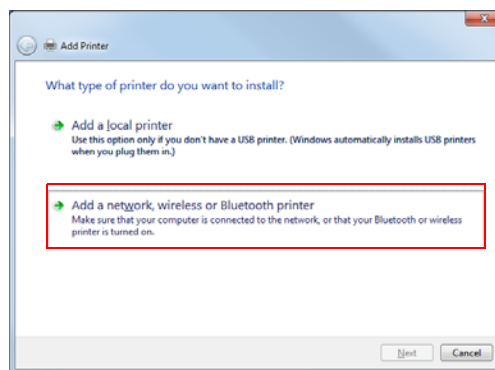 Add Printer
What type of printer do you want to install?
Add a local printer
Use this option only if you don't have a USB printer. (Windows automatically installs USB printers
when you plug them in.)
Add a network, wireless or Bluetooth printer
Make sure that your computer is connected to the network, or that your Bluetooth or wireless
printer is turned on.
Next Cancel